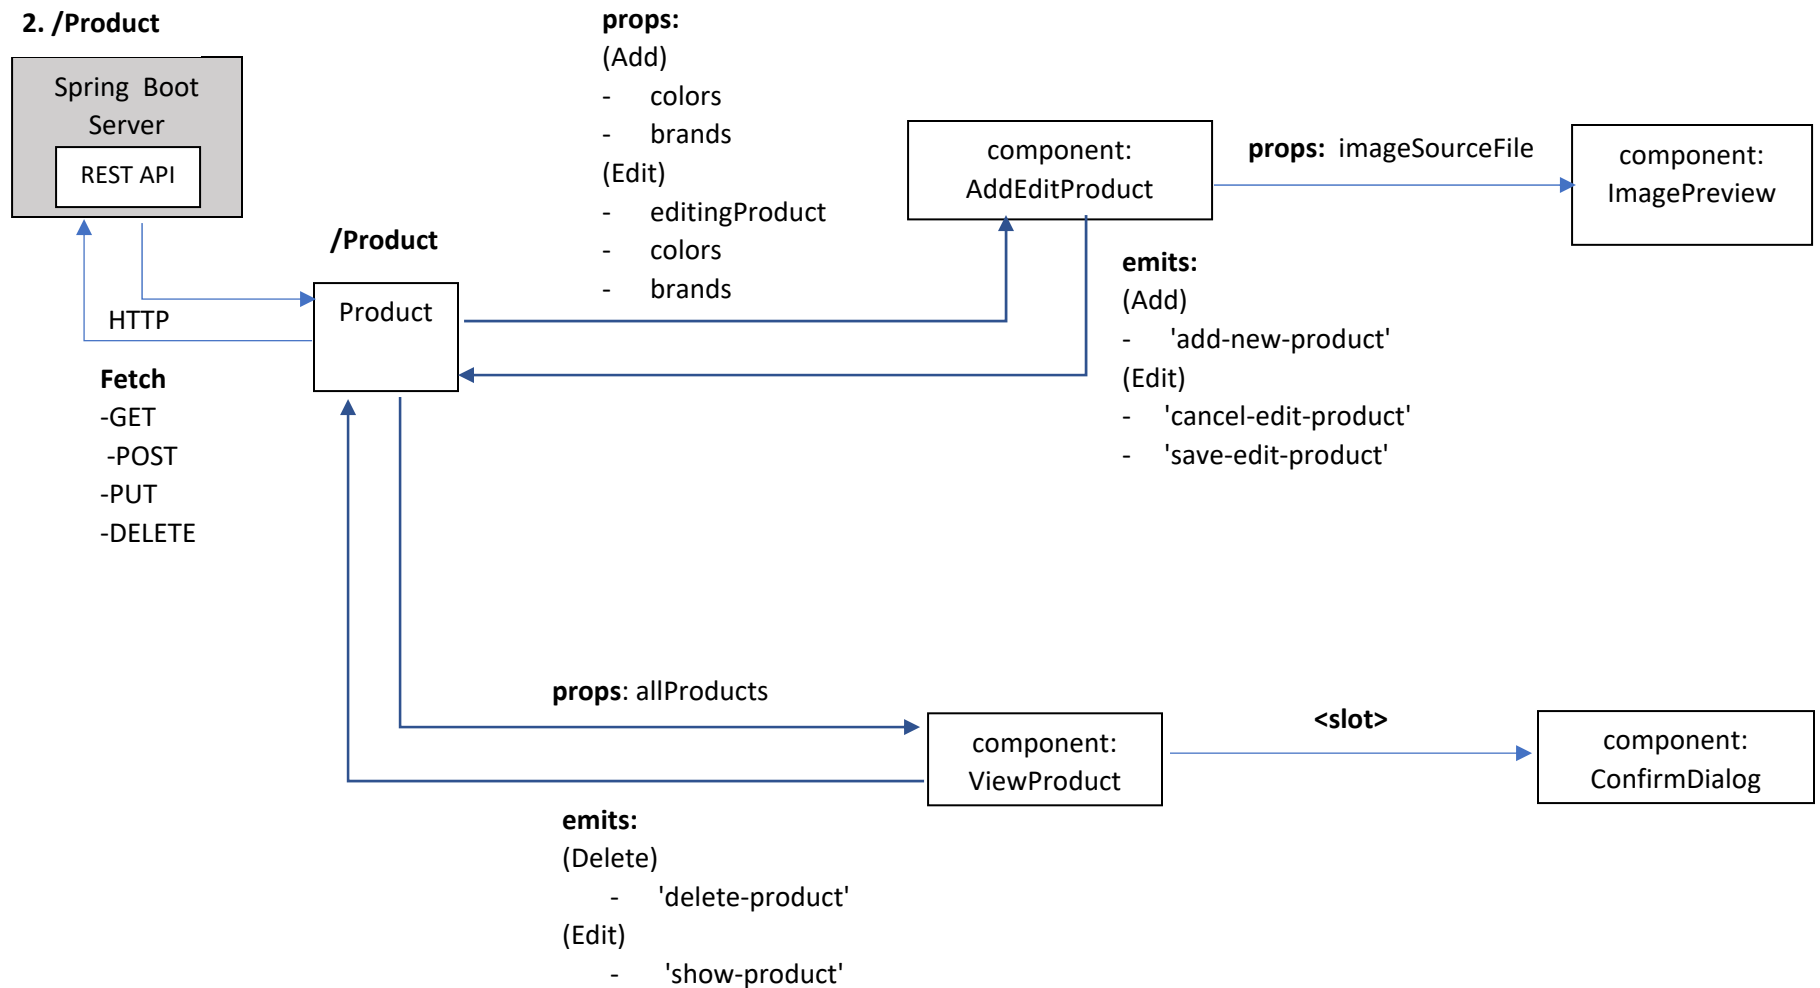 2. /Product
Spring Boot
Server
REST API
HTTP
Fetch
-GET
-POST
-PUT
-DELETE
/Product
Product
props:
(Add)
- colors
- brands
(Edit)
- editingProduct
- colors
- brands
component:
AddEditProduct
props: imageSourceFile
component:
ImagePreview
emits:
(Add)
- 'add-new-product'
(Edit)
- 'cancel-edit-product'
- 'save-edit-product'
props: allProducts
component:
ViewProduct
<slot>
component:
ConfirmDialog
emits:
(Delete)
- 'delete-product'
(Edit)
- 'show-product'